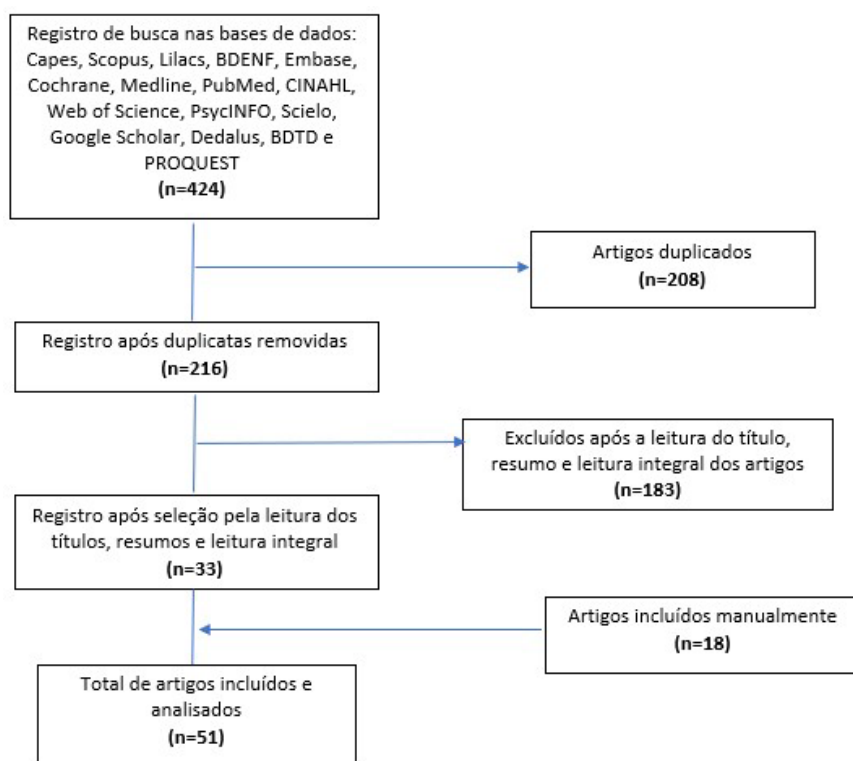 Registro de busca nas bases de dados:
Capes, Scopus, Lilacs, BDENF, Embase,
Cochrane, Medline, PubMed, CINAHL,
Web of Science, PsycINFO, Scielo,
Google Scholar, Dedalus, BDTD e
PROQUEST
(n=424)
Artigos duplicados
(n=208)
Registro após duplicatas removidas
(n=216)
Excluídos após a leitura do título,
resumo e leitura integral dos artigos
(n=183)
Registro após seleção pela leitura dos
títulos, resumos e leitura integral
(n=33)
Artigos incluídos manualmente
(n=18)
Total de artigos incluídos e
analisados
(n=51)